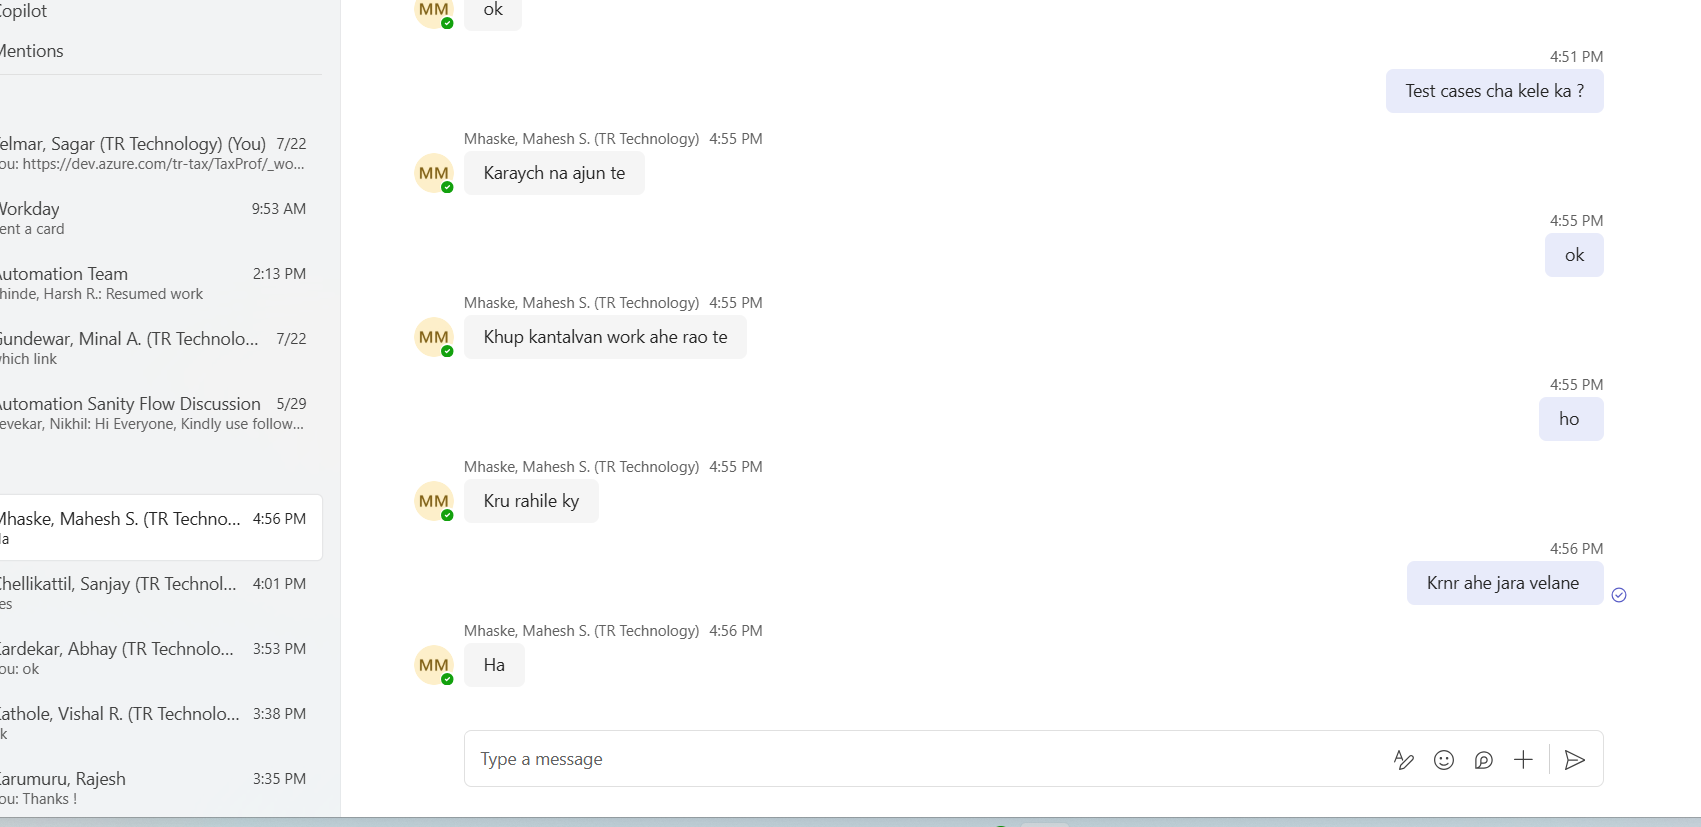 Copilot
Mentions
elmar, Sagar (TR Technology) (You) 7/22
ou: https://dev.azure.com/tr-tax/TaxProf/_wo...
Workday 9:53 AM
ent a card
Automation Team 2:13 PM
hinde, Harsh R.: Resumed work
Gundewar, Minal A. (TR Technolo... 7/22
which link
Automation Sanity Flow Discussion 5/29
evekar, Nikhil: Hi Everyone, Kindly use follow...
Mhaske, Mahesh S. (TR Techno... 4:56 PM
Ha
Chellikattil, Sanjay (TR Technol... 4:01 PM
es
Kardekar, Abhay (TR Technolo... 3:53 PM
ou: ok
Kathole, Vishal R. (TR Technolo... 3:38 PM
k
Karumuru, Rajesh 3:35 PM
ou: Thanks !
MM
ok
4:51 PM
Test cases cha kele ka ?
Mhaske, Mahesh S. (TR Technology) 4:55 PM
MM
Karaych na ajun te
4:55 PM
ok
Mhaske, Mahesh S. (TR Technology) 4:55 PM
MM
Khup kantalvan work ahe rao te
4:55 PM
ho
Mhaske, Mahesh S. (TR Technology) 4:55 PM
MM
Kru rahile ky
4:56 PM
Krnr ahe jara velane
Mhaske, Mahesh S. (TR Technology) 4:56 PM
MM
Ha
Type a message